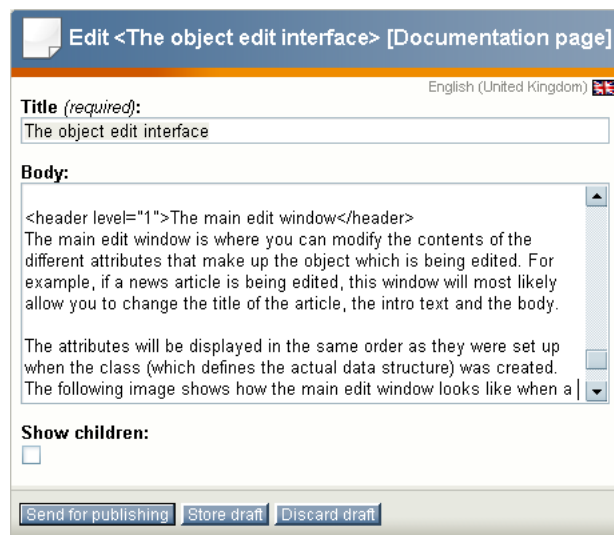 Edit <The object edit interface> [Documentation page]
English (United Kingdom)
Title (required):
The object edit interface
Body:
<header level="1">The main edit window</header>
The main edit window is where you can modify the contents of the
different attributes that make up the object which is being edited. For
example, if a news article is being edited, this window will most likely
allow you to change the title of the article, the intro text and the body.
The attributes will be displayed in the same order as they were set up
when the class (which defines the actual data structure) was created.
The following image shows how the main edit window looks like when a
Show children:
Send for publishing Store draft Discard draft